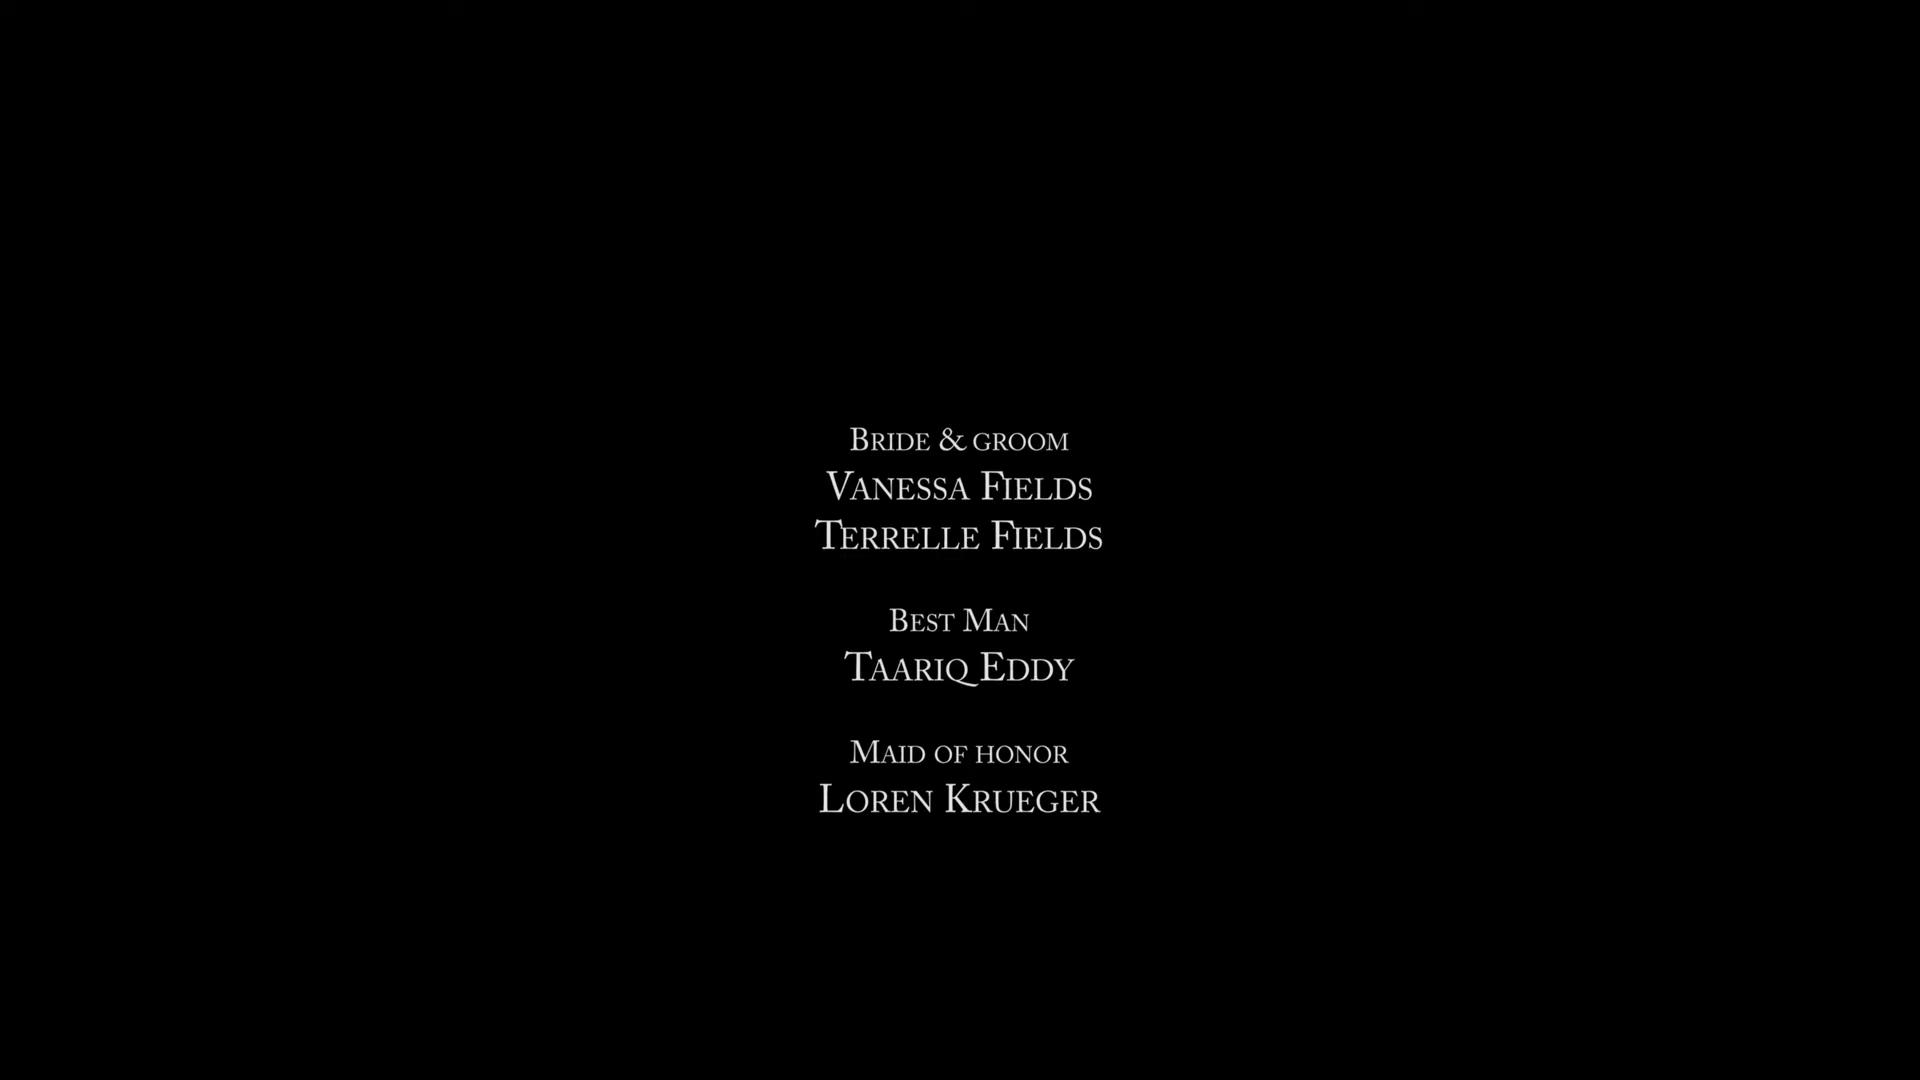 Bride & groom
Vanessa Fields
Terrelle Fields
Best Man
Taariq Eddy
Maid of honor
Loren Krueger